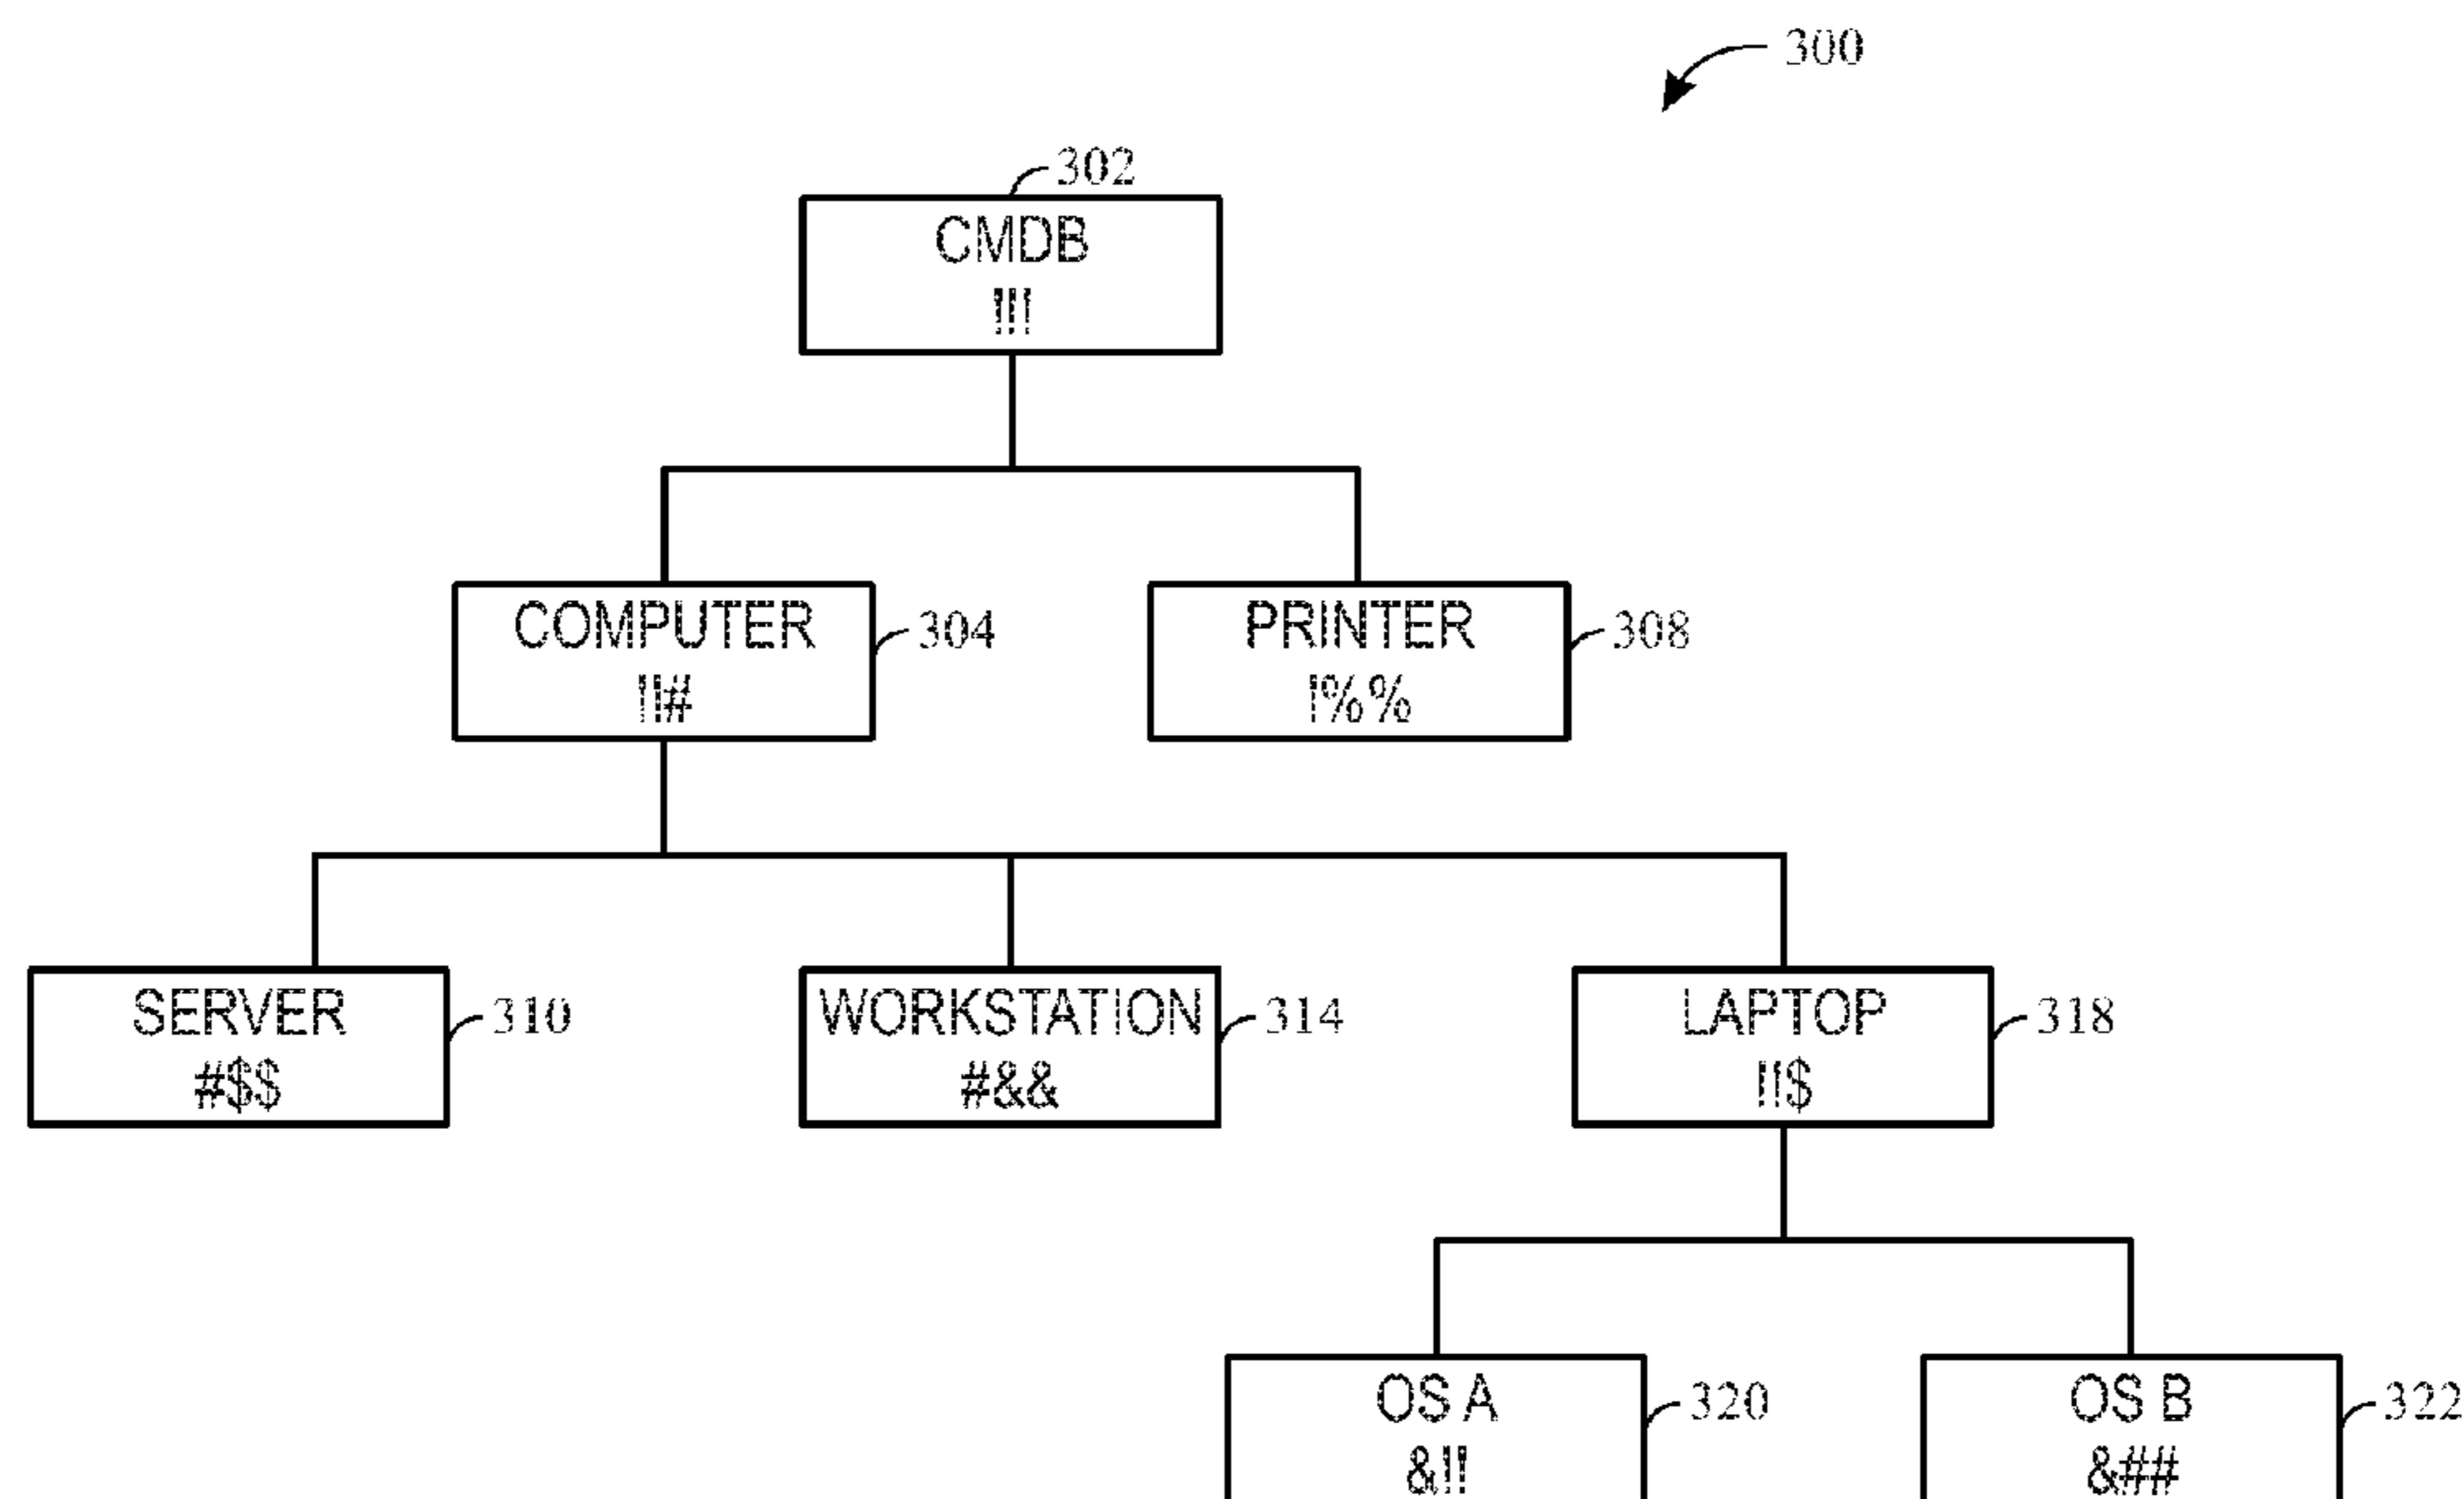 300
302
CMDB
!!!
COMPUTER
!!#
304
PRINTER
!%%
308
SERVER
#$$
310
WORKSTATION
#&&
314
LAPTOP
!!$
318
OS A
&!!
320
OS B
&##
322